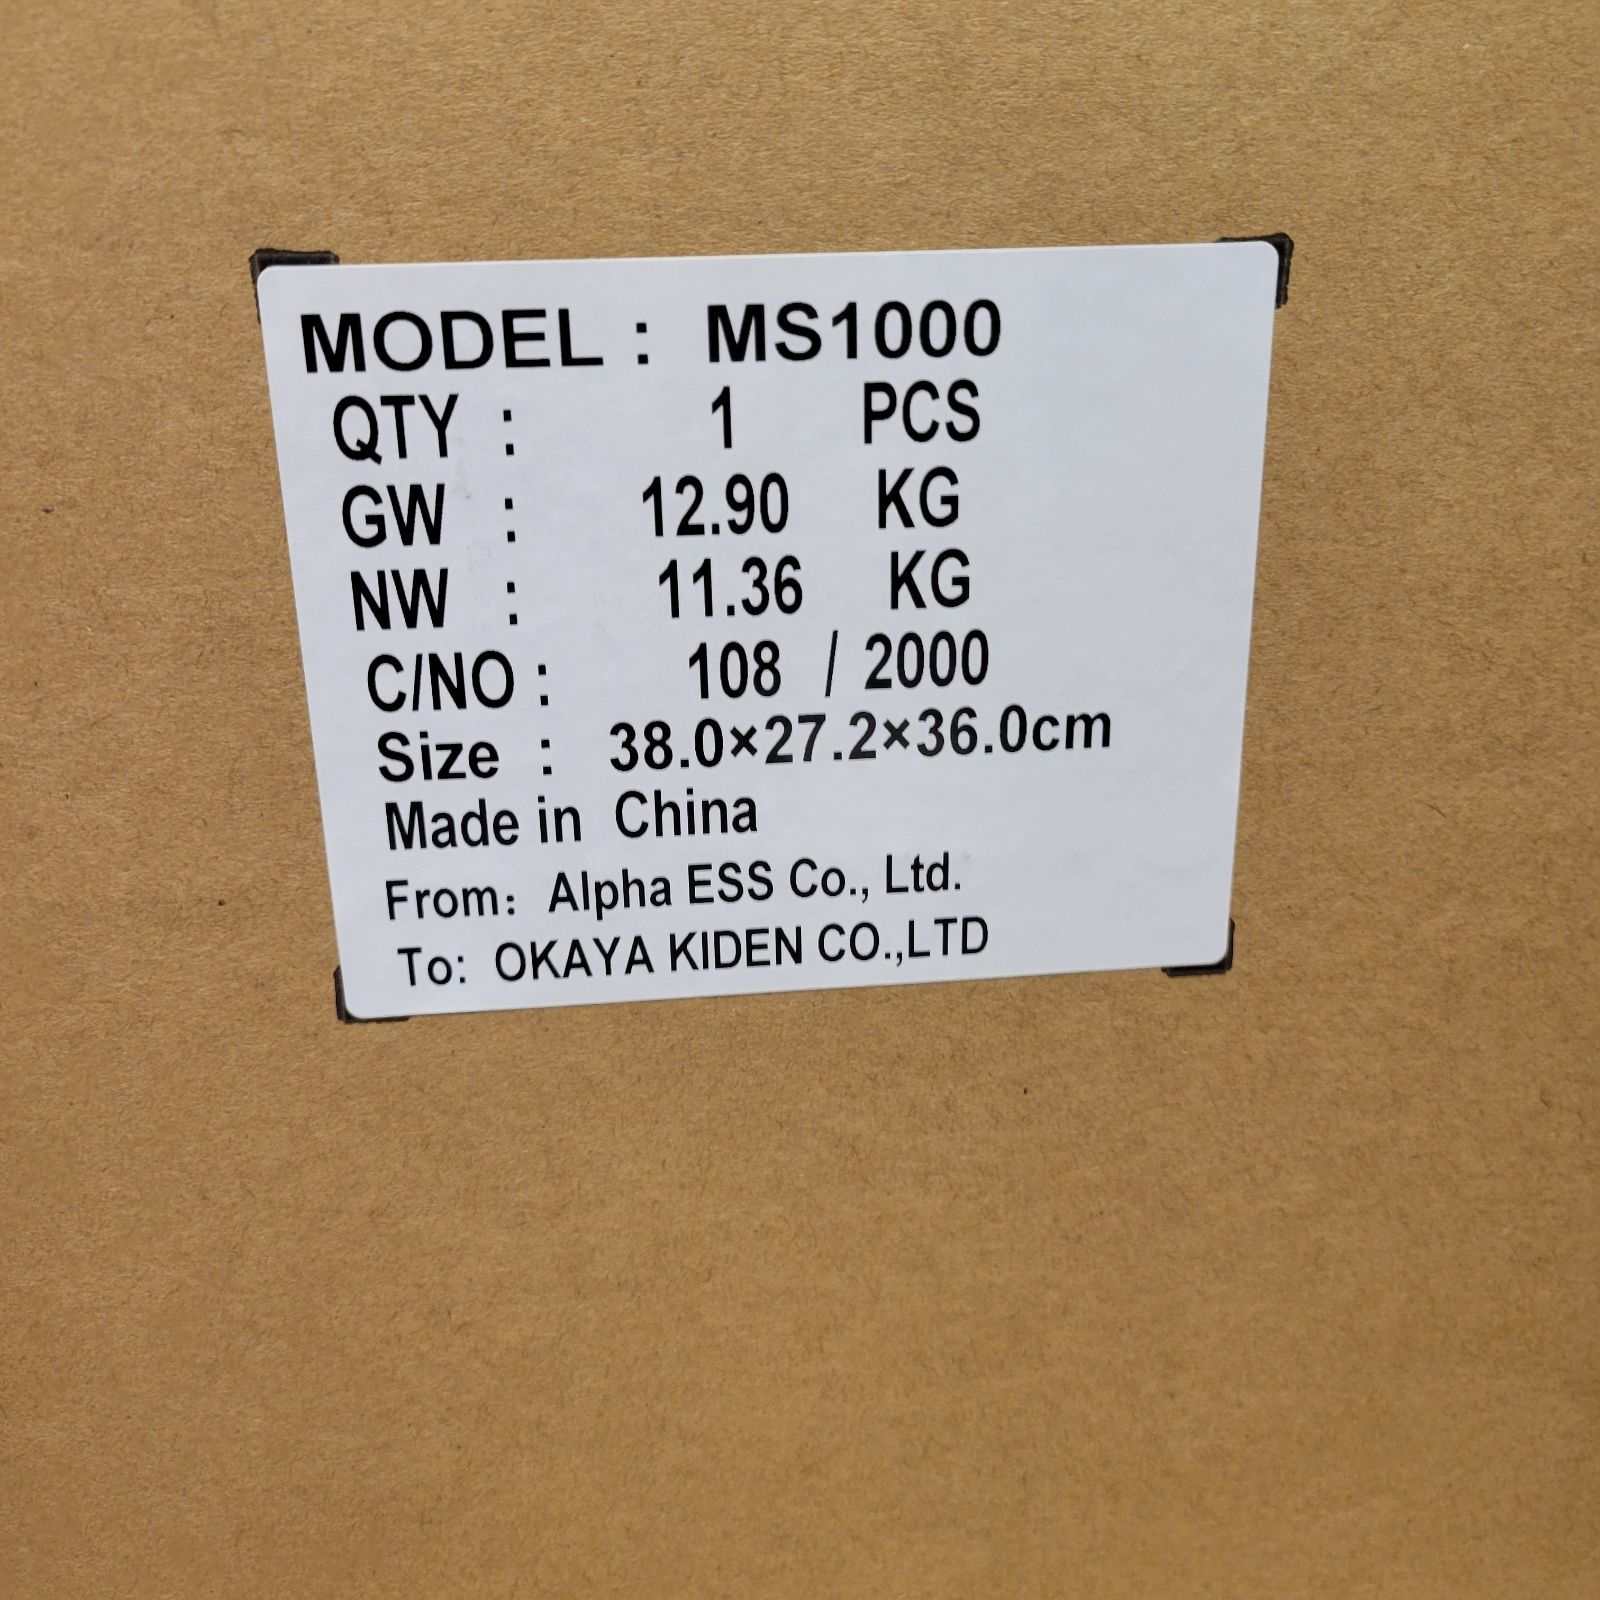 MODEL : MS1000
QTY : 1 PCS
GW : 12.90 KG
NW : 11.36 KG
C/NO : 108 / 2000
Size : 38.0×27.2×36.0cm
Made in China
From: Alpha ESS Co., Ltd.
To: OKAYA KIDEN CO.,LTD